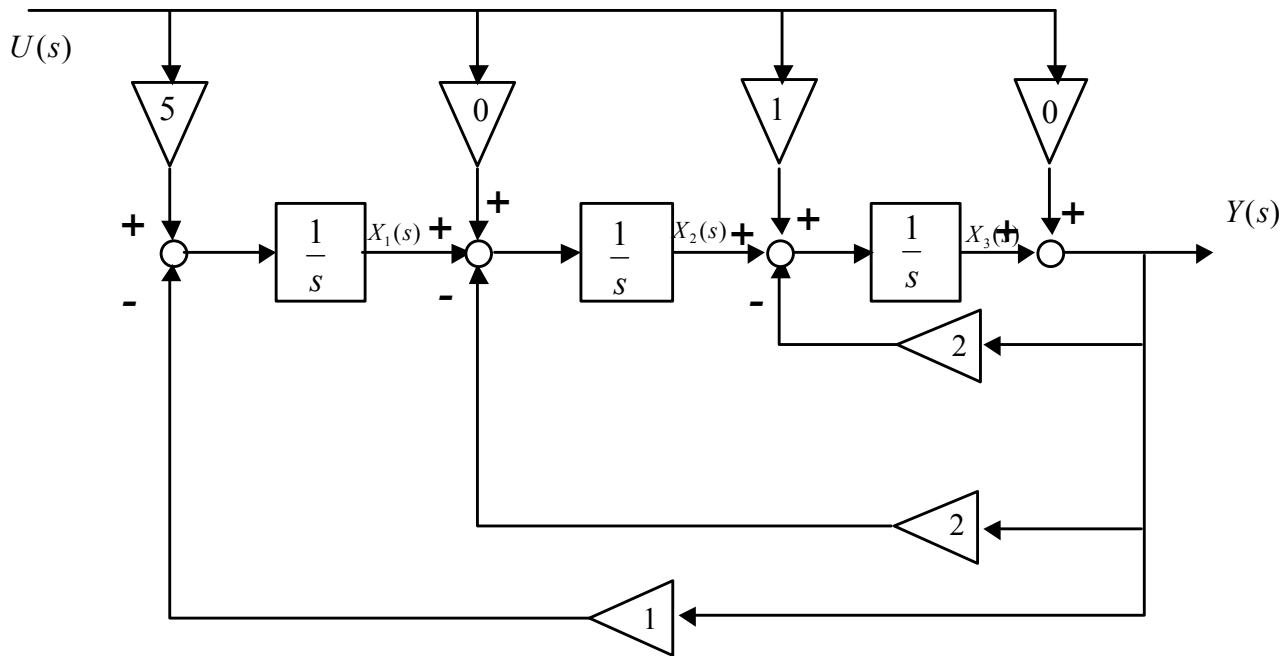 U(s)
5
0
1
0
+
+
+
+
Y(s)
1/s
X₁(s)
+
1/s
X₂(s)
+
1/s
X₃(s)
+
-
-
-
2
2
1